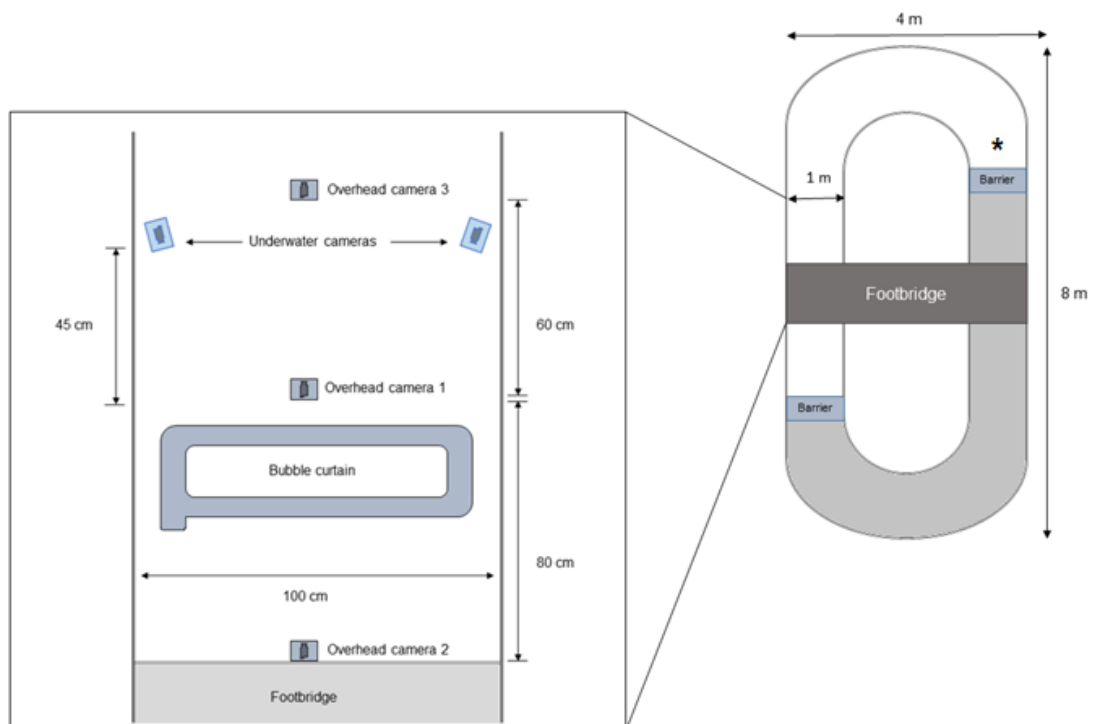 4 m
Overhead camera 3
*
Barrier
1 m
Underwater cameras
Footbridge
8 m
45 cm
60 cm
Overhead camera 1
Barrier
Bubble curtain
80 cm
100 cm
Overhead camera 2
Footbridge